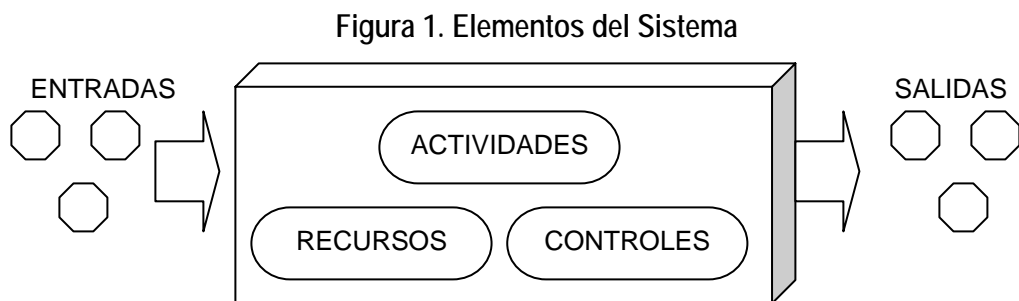 Figura 1. Elementos del Sistema
ENTRADAS
SALIDAS
ACTIVIDADES
RECURSOS
CONTROLES